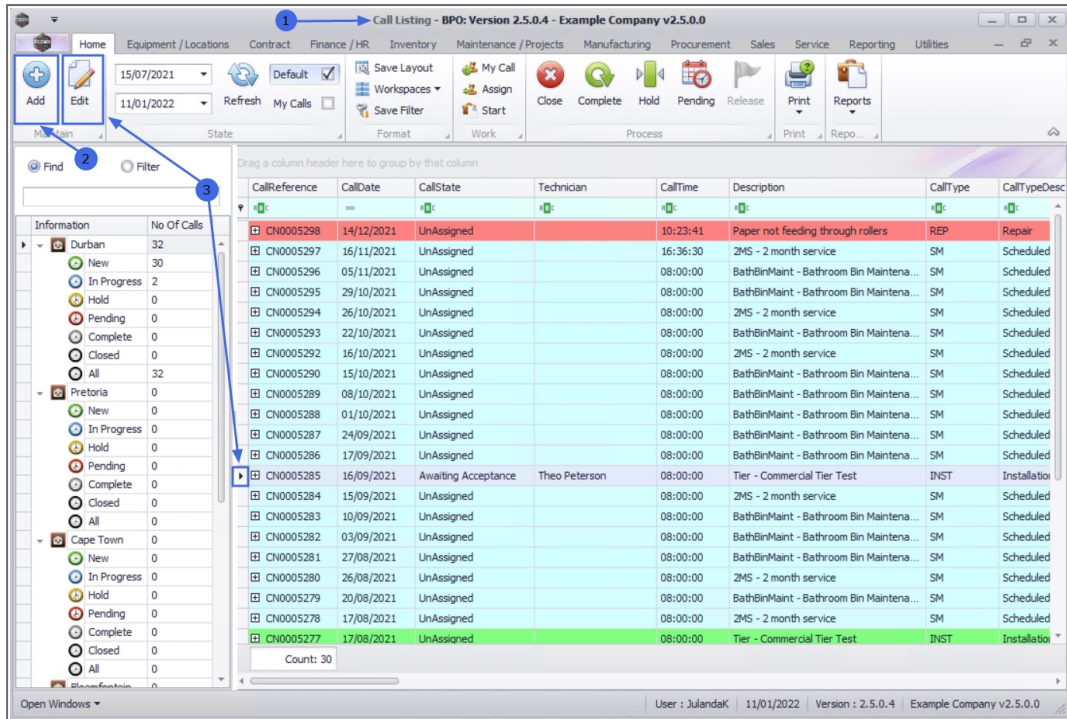 1
Call Listing - BPO: Version 2.5.0.4 - Example Company v2.5.0.0
Home Equipment / Locations Contract Finance / HR Inventory Maintenance / Projects Manufacturing Procurement Sales Service Reporting Utilities
Add Edit 15/07/2021 11/01/2022 Refresh Default My Calls
Save Layout Workspaces Save Filter
My Call Assign Start
Close Complete Hold Pending Release Print Reports
Maintain State Format Work Process Print Repo...
2
3
Find Filter
Drag a column header here to group by that column
Information No Of Calls
Durban 32
New 30
In Progress 2
Hold 0
Pending 0
Complete 0
Closed 0
All 32
Pretoria 0
New 0
In Progress 0
Hold 0
Pending 0
Complete 0
Closed 0
All 0
Cape Town 0
New 0
In Progress 0
Hold 0
Pending 0
Complete 0
Closed 0
All 0
Bloemfontein 0
CallReference CallDate CallState Technician CallTime Description CallType CallTypeDesc
CN0005298 14/12/2021 UnAssigned 10:23:41 Paper not feeding through rollers REP Repair
CN0005297 16/11/2021 UnAssigned 16:36:30 2MS - 2 month service SM Scheduled
CN0005296 05/11/2021 UnAssigned 08:00:00 BathBinMaint - Bathroom Bin Maintena... SM Scheduled
CN0005295 29/10/2021 UnAssigned 08:00:00 BathBinMaint - Bathroom Bin Maintena... SM Scheduled
CN0005294 26/10/2021 UnAssigned 08:00:00 2MS - 2 month service SM Scheduled
CN0005293 22/10/2021 UnAssigned 08:00:00 BathBinMaint - Bathroom Bin Maintena... SM Scheduled
CN0005292 16/10/2021 UnAssigned 08:00:00 2MS - 2 month service SM Scheduled
CN0005290 15/10/2021 UnAssigned 08:00:00 BathBinMaint - Bathroom Bin Maintena... SM Scheduled
CN0005289 08/10/2021 UnAssigned 08:00:00 BathBinMaint - Bathroom Bin Maintena... SM Scheduled
CN0005288 01/10/2021 UnAssigned 08:00:00 BathBinMaint - Bathroom Bin Maintena... SM Scheduled
CN0005287 24/09/2021 UnAssigned 08:00:00 BathBinMaint - Bathroom Bin Maintena... SM Scheduled
CN0005286 17/09/2021 UnAssigned 08:00:00 BathBinMaint - Bathroom Bin Maintena... SM Scheduled
CN0005285 16/09/2021 Awaiting Acceptance Theo Peterson 08:00:00 Tier - Commercial Tier Test INST Installation
CN0005284 15/09/2021 UnAssigned 08:00:00 2MS - 2 month service SM Scheduled
CN0005283 10/09/2021 UnAssigned 08:00:00 BathBinMaint - Bathroom Bin Maintena... SM Scheduled
CN0005282 03/09/2021 UnAssigned 08:00:00 BathBinMaint - Bathroom Bin Maintena... SM Scheduled
CN0005281 27/08/2021 UnAssigned 08:00:00 BathBinMaint - Bathroom Bin Maintena... SM Scheduled
CN0005280 26/08/2021 UnAssigned 08:00:00 2MS - 2 month service SM Scheduled
CN0005279 20/08/2021 UnAssigned 08:00:00 BathBinMaint - Bathroom Bin Maintena... SM Scheduled
CN0005278 17/08/2021 UnAssigned 08:00:00 2MS - 2 month service SM Scheduled
CN0005277 17/08/2021 UnAssigned 08:00:00 Tier - Commercial Tier Test INST Installation
Count: 30
Open Windows User : JulandaK 11/01/2022 Version : 2.5.0.4 Example Company v2.5.0.0